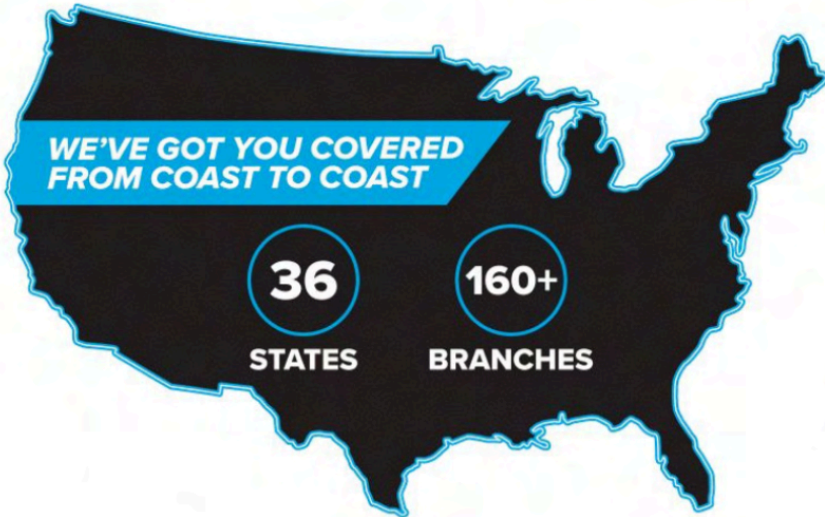 WE'VE GOT YOU COVERED
FROM COAST TO COAST
36
STATES
160+
BRANCHES